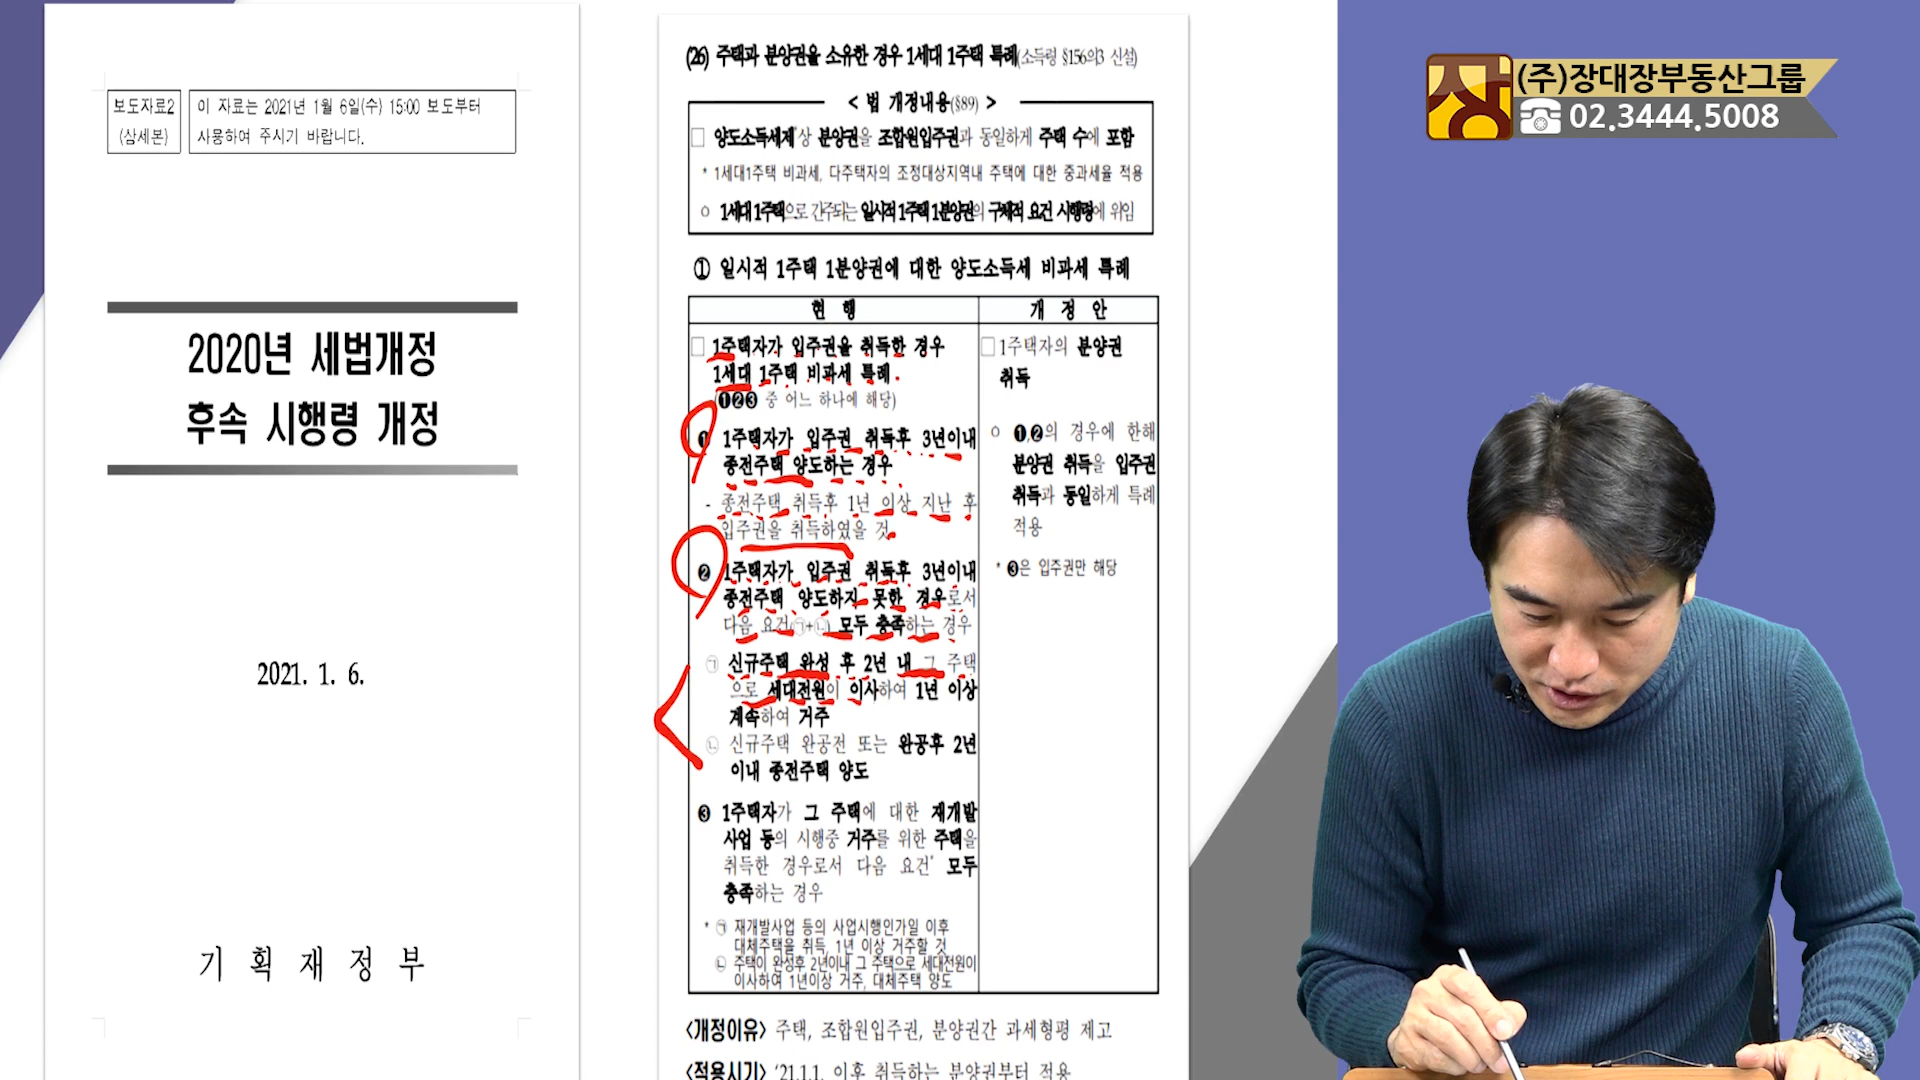 보도자료2
(상세본)
이 자료는 2021년 1월 6일(수) 15:00 보도부터
사용하여 주시기 바랍니다.
2020년 세법개정
후속 시행령 개정
2021. 1. 6.
기 획 재 정 부
(26) 주택과 분양권을 소유한 경우 1세대 1주택 특례(소득령 §156의3 신설)
< 법 개정내용(§89) >
□ 양도소득세제*상 분양권을 조합원입주권과 동일하게 주택 수에 포함
* 1세대1주택 비과세, 다주택자의 조정대상지역내 주택에 대한 중과세율 적용
ㅇ 1세대1주택으로 간주되는 일시적 1주택 1분양권의 구체적 요건 시행령에 위임
① 일시적 1주택 1분양권에 대한 양도소득세 비과세 특례
현 행
□ 1주택자가 입주권을 취득한 경우
1세대 1주택 비과세 특례
(❶❷❸ 중 어느 하나에 해당)
❶ 1주택자가 입주권 취득후 3년이내
종전주택 양도하는 경우
- 종전주택 취득후 1년 이상 지난 후
입주권을 취득하였을 것
❷ 1주택자가 입주권 취득후 3년이내
종전주택 양도하지 못한 경우로서
다음 요건(㉠+㉡) 모두 충족하는 경우
㉠ 신규주택 완성 후 2년 내 그 주택
으로 세대전원이 이사하여 1년 이상
계속하여 거주
㉡ 신규주택 완공전 또는 완공후 2년
이내 종전주택 양도
❸ 1주택자가 그 주택에 대한 재개발
사업 등의 시행중 거주를 위한 주택을
취득한 경우로서 다음 요건* 모두
충족하는 경우
* ㉠ 재개발사업 등의 사업시행인가일 이후
대체주택을 취득, 1년 이상 거주할 것
㉡ 주택이 완성후 2년이내 그 주택으로 세대전원이
이사하여 1년이상 거주, 대체주택 양도
개 정 안
□ 1주택자의 분양권
취득
ㅇ ❶,❷의 경우에 한해
분양권 취득을 입주권
취득과 동일하게 특례
적용
* ❸은 입주권만 해당
<개정이유> 주택, 조합원입주권, 분양권간 과세형평 제고
<적용시기> '21.1.1. 이후 취득하는 분양권부터 적용
장
(주)장대장부동산그룹
02.3444.5008